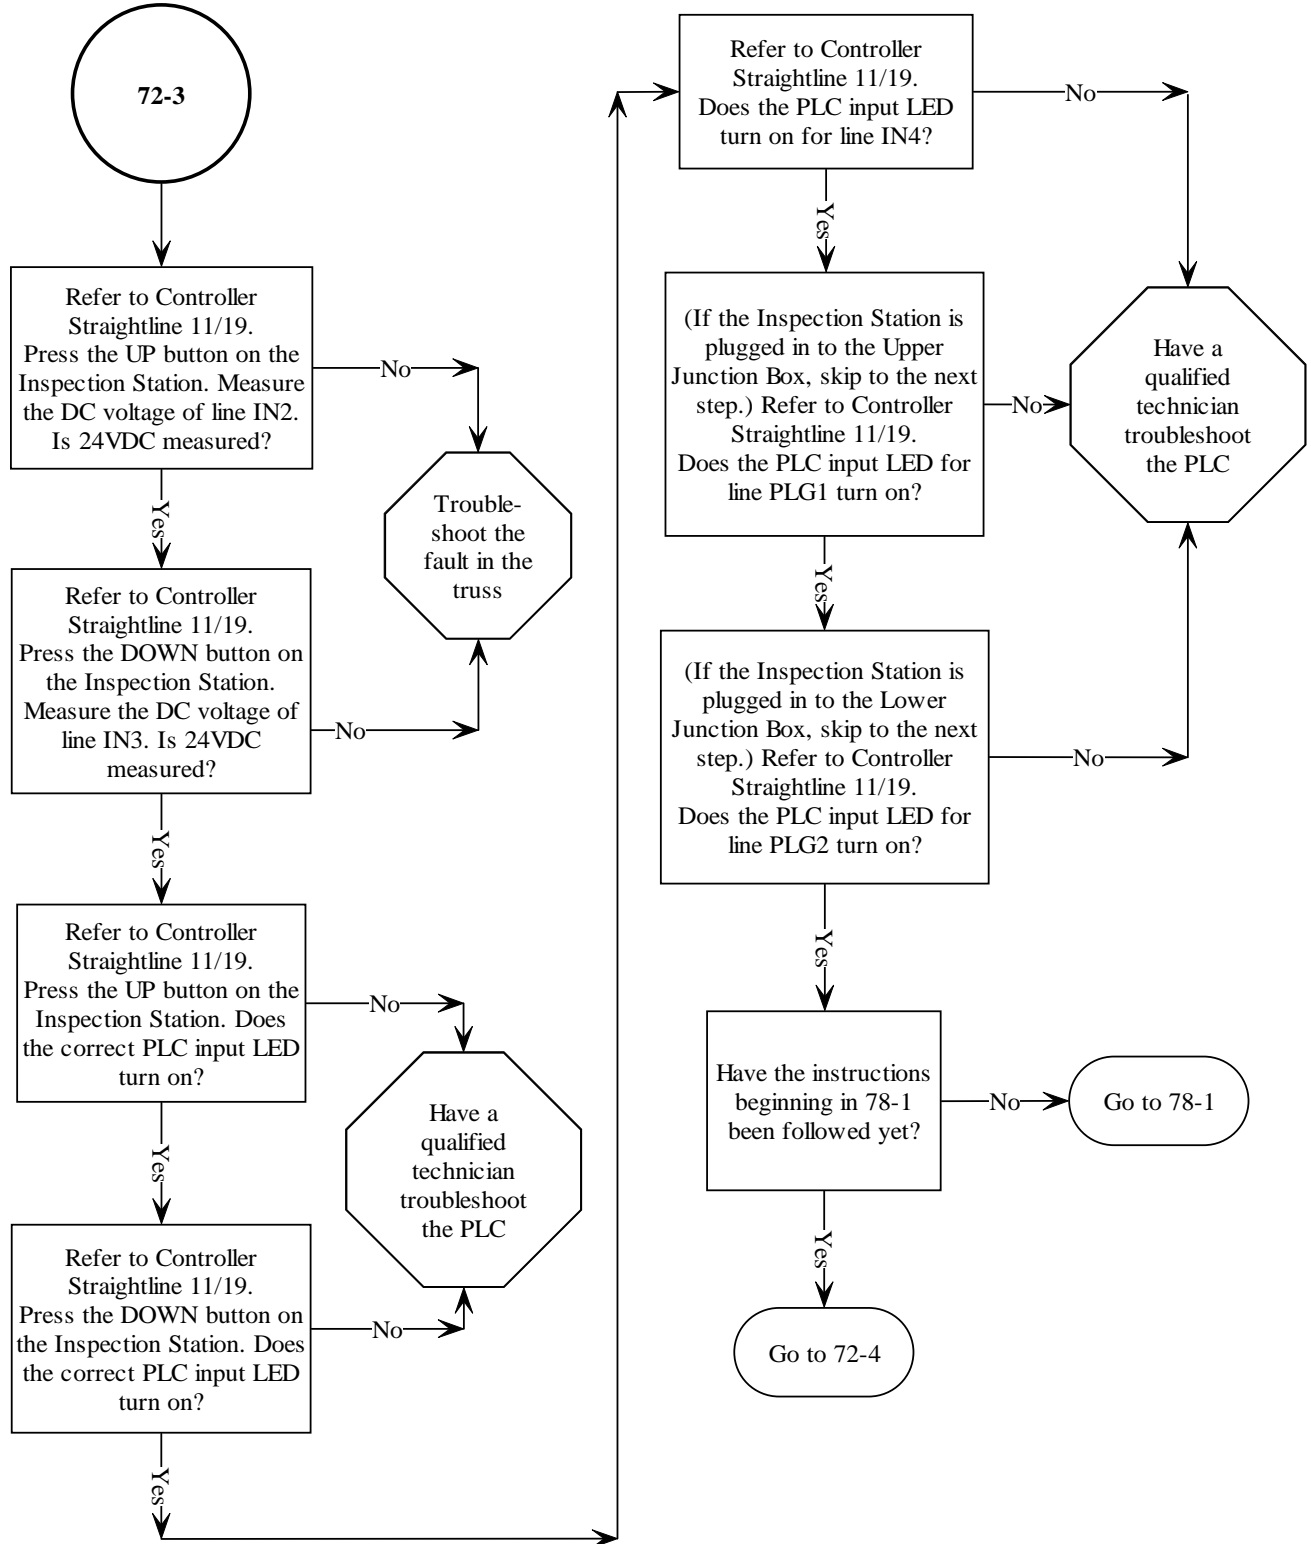 72-3
Refer to Controller
Straightline 11/19.
Press the UP button on the
Inspection Station. Measure
the DC voltage of line IN2.
Is 24VDC measured?
No
Trouble-
shoot the
fault in the
truss
Yes
Refer to Controller
Straightline 11/19.
Press the DOWN button on
the Inspection Station.
Measure the DC voltage of
line IN3. Is 24VDC
measured?
No
Yes
Refer to Controller
Straightline 11/19.
Press the UP button on the
Inspection Station. Does
the correct PLC input LED
turn on?
No
Have a
qualified
technician
troubleshoot
the PLC
Yes
Refer to Controller
Straightline 11/19.
Press the DOWN button on
the Inspection Station. Does
the correct PLC input LED
turn on?
No
Yes
Refer to Controller
Straightline 11/19.
Does the PLC input LED
turn on for line IN4?
No
Have a
qualified
technician
troubleshoot
the PLC
Yes
(If the Inspection Station is
plugged in to the Upper
Junction Box, skip to the next
step.) Refer to Controller
Straightline 11/19.
Does the PLC input LED for
line PLG1 turn on?
No
Yes
(If the Inspection Station is
plugged in to the Lower
Junction Box, skip to the next
step.) Refer to Controller
Straightline 11/19.
Does the PLC input LED for
line PLG2 turn on?
No
Yes
Have the instructions
beginning in 78-1
been followed yet?
No
Go to 78-1
Yes
Go to 72-4